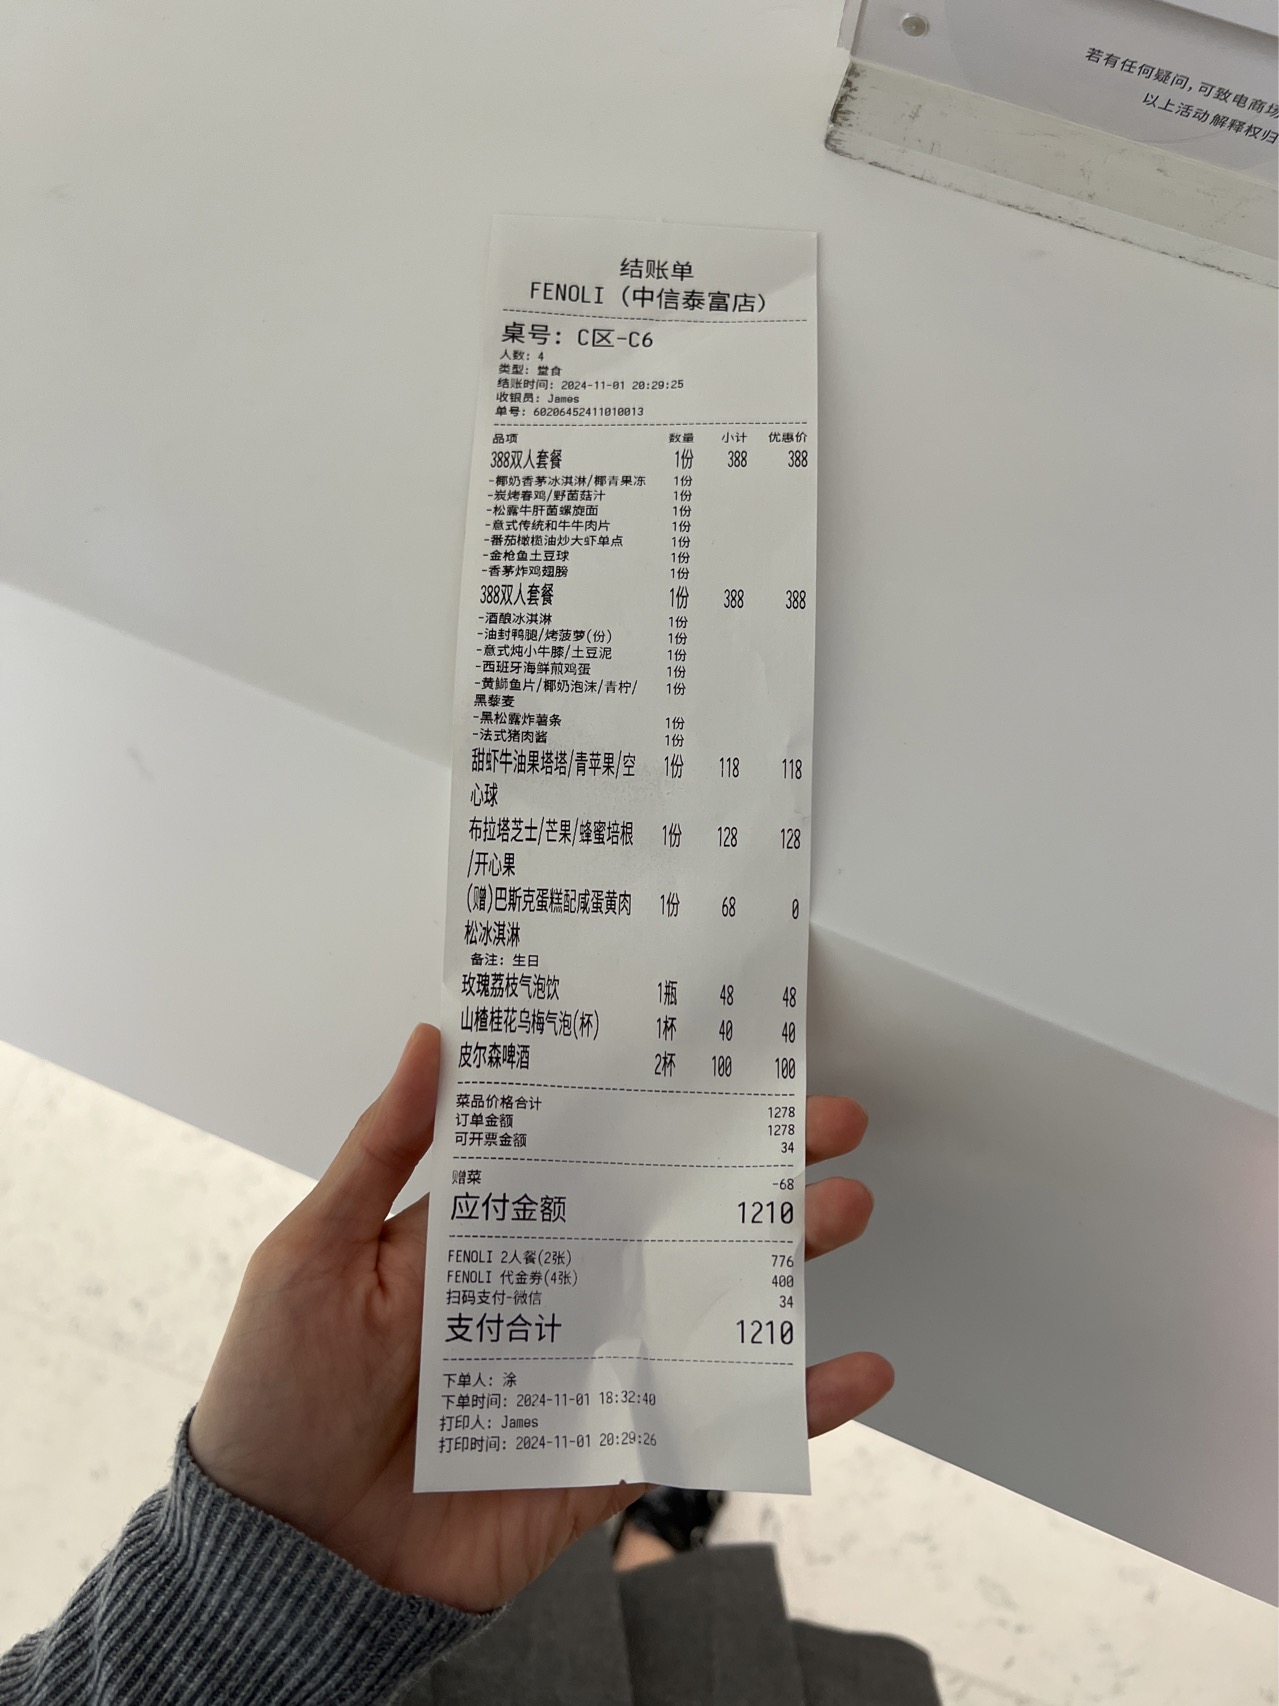 若有任何疑问,可致电商场
以上活动解释权归
结账单
FENOLI (中信泰富店)
桌号: C区-C6
人数: 4
类型: 堂食
结账时间: 2024-11-01 20:29:25
收银员: James
单号: 60206452411010013
品项 数量 小计 优惠价
388双人套餐 1份 388 388
-椰奶香茅冰淇淋/椰青果冻 1份
-炭烤春鸡/野菌菇汁 1份
-松露牛肝菌螺旋面 1份
-意式传统和牛牛肉片 1份
-番茄橄榄油炒大虾单点 1份
-金枪鱼土豆球 1份
-香茅炸鸡翅膀 1份
388双人套餐 1份 388 388
-酒酿冰淇淋 1份
-油封鸭腿/烤菠萝(份) 1份
-意式炖小牛膝/土豆泥 1份
-西班牙海鲜煎鸡蛋 1份
-黄鰤鱼片/椰奶泡沫/青柠/ 1份
黑藜麦
-黑松露炸薯条 1份
-法式猪肉酱 1份
甜虾牛油果塔塔/青苹果/空 1份 118 118
心球
布拉塔芝士/芒果/蜂蜜培根 1份 128 128
/开心果
(赠)巴斯克蛋糕配咸蛋黄肉 1份 68 0
松冰淇淋
备注: 生日
玫瑰荔枝气泡饮 1瓶 48 48
山楂桂花乌梅气泡(杯) 1杯 40 40
皮尔森啤酒 2杯 100 100
菜品价格合计 1278
订单金额 1278
可开票金额 34
赠菜 -68
应付金额 1210
FENOLI 2人餐(2张) 776
FENOLI 代金券(4张) 400
扫码支付-微信 34
支付合计 1210
下单人: 涂
下单时间: 2024-11-01 18:32:40
打印人: James
打印时间: 2024-11-01 20:29:26